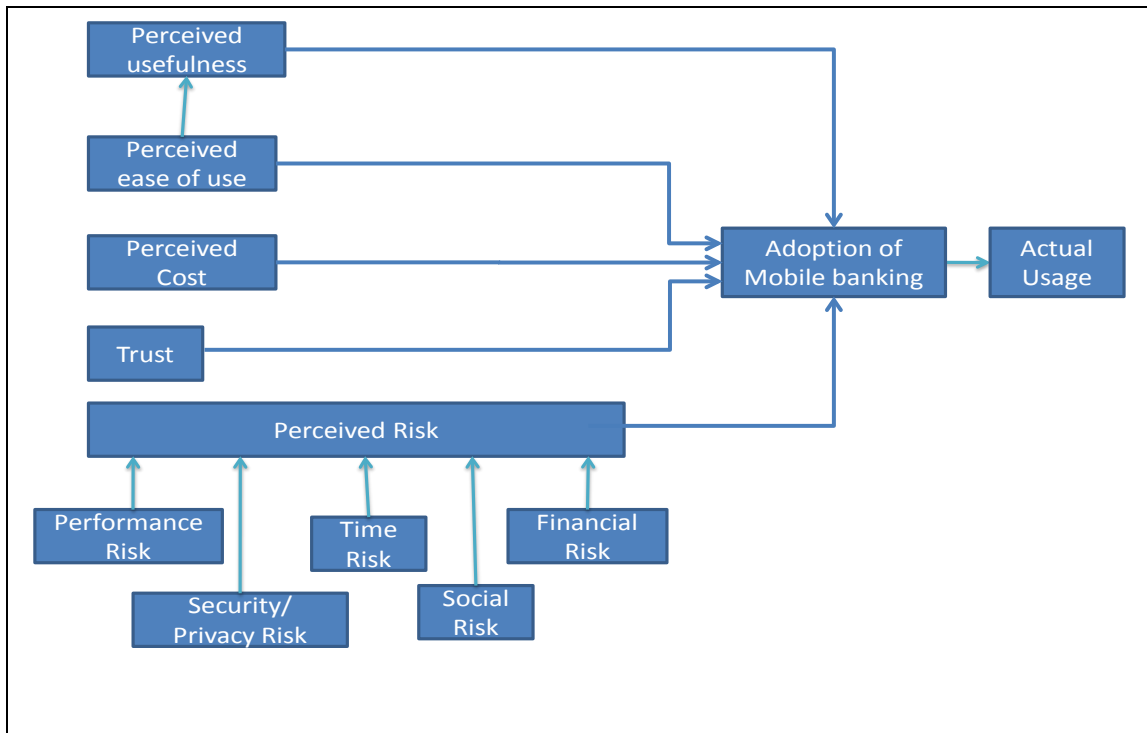 Perceived
usefulness
Perceived
ease of use
Perceived
Cost
Adoption of
Mobile banking
Actual
Usage
Trust
Perceived Risk
Performance
Risk
Time
Risk
Financial
Risk
Security/
Privacy Risk
Social
Risk